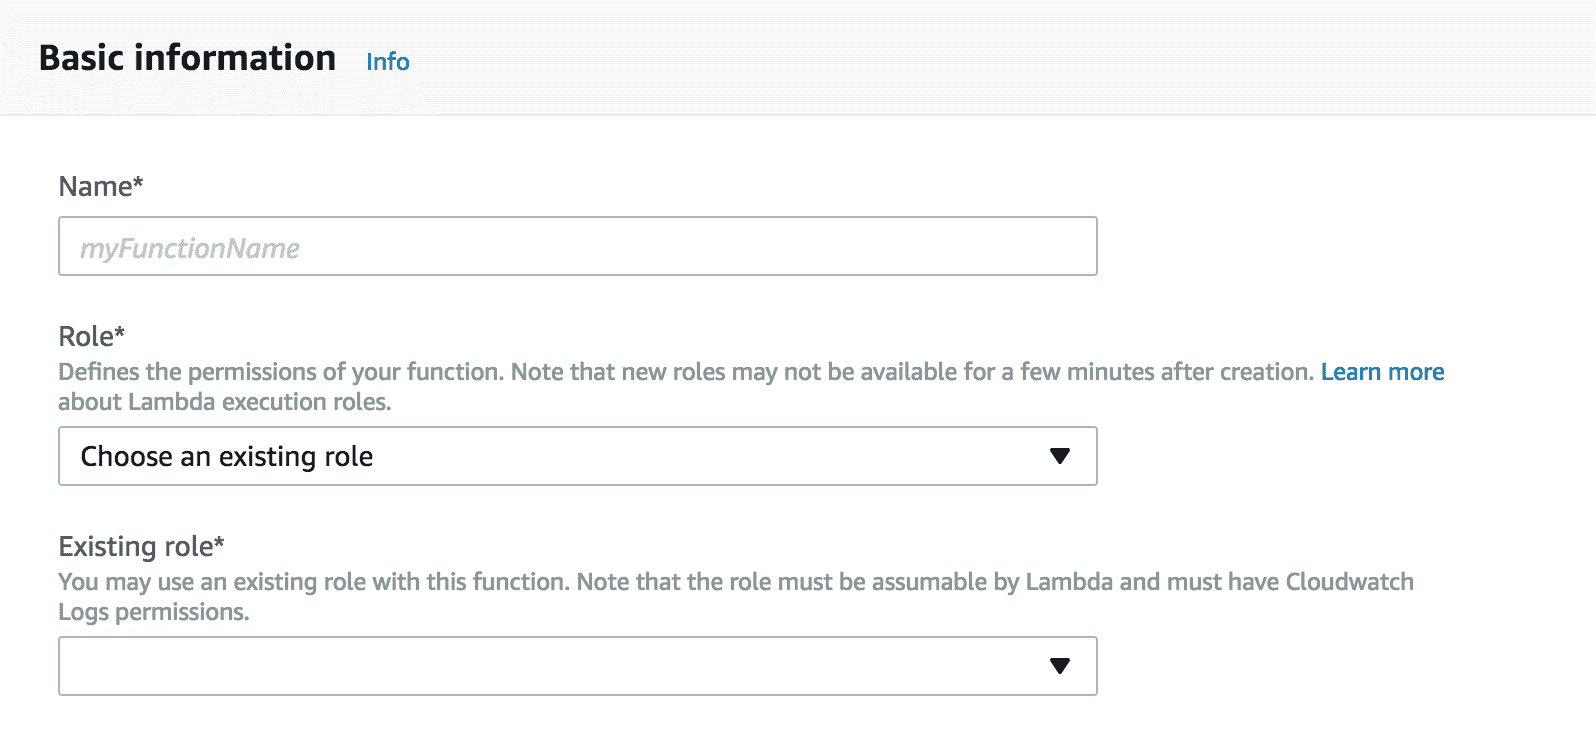 Basic information Info
Name*
myFunctionName
Role*
Defines the permissions of your function. Note that new roles may not be available for a few minutes after creation. Learn more
about Lambda execution roles.
Choose an existing role
Existing role*
You may use an existing role with this function. Note that the role must be assumable by Lambda and must have Cloudwatch
Logs permissions.